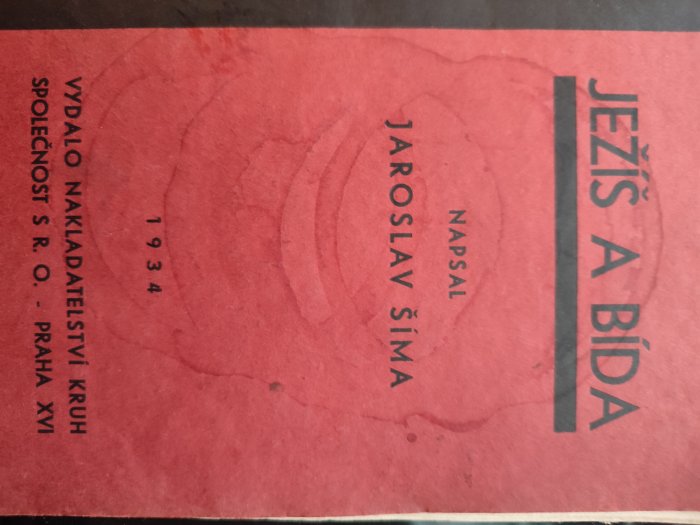 JEŽÍŠ A BÍDA
NAPSAL
JAROSLAV ŠÍMA
1934
VYDALO NAKLADATELSTVÍ KRUH
SPOLEČNOST S R. O. - PRAHA XVI